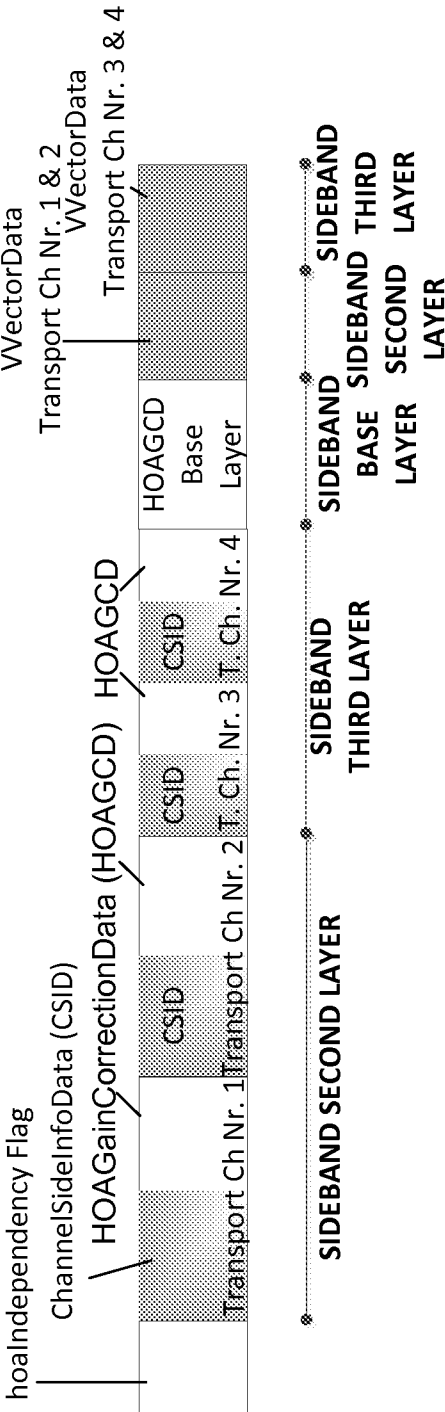 hoaIndependency Flag
ChannelSideInfoData (CSID)
HOAGainCorrectionData (HOAGCD)
HOAGCD
VVectorData
Transport Ch Nr. 1 & 2
VVectorData
Transport Ch Nr. 3 & 4
Transport Ch Nr. 1
CSID
Transport Ch Nr. 2
CSID
T. Ch. Nr. 3
CSID
T. Ch. Nr. 4
HOAGCD
Base
Layer
SIDEBAND SECOND LAYER
SIDEBAND
THIRD LAYER
SIDEBAND
BASE
LAYER
SIDEBAND
SECOND
LAYER
SIDEBAND
THIRD
LAYER